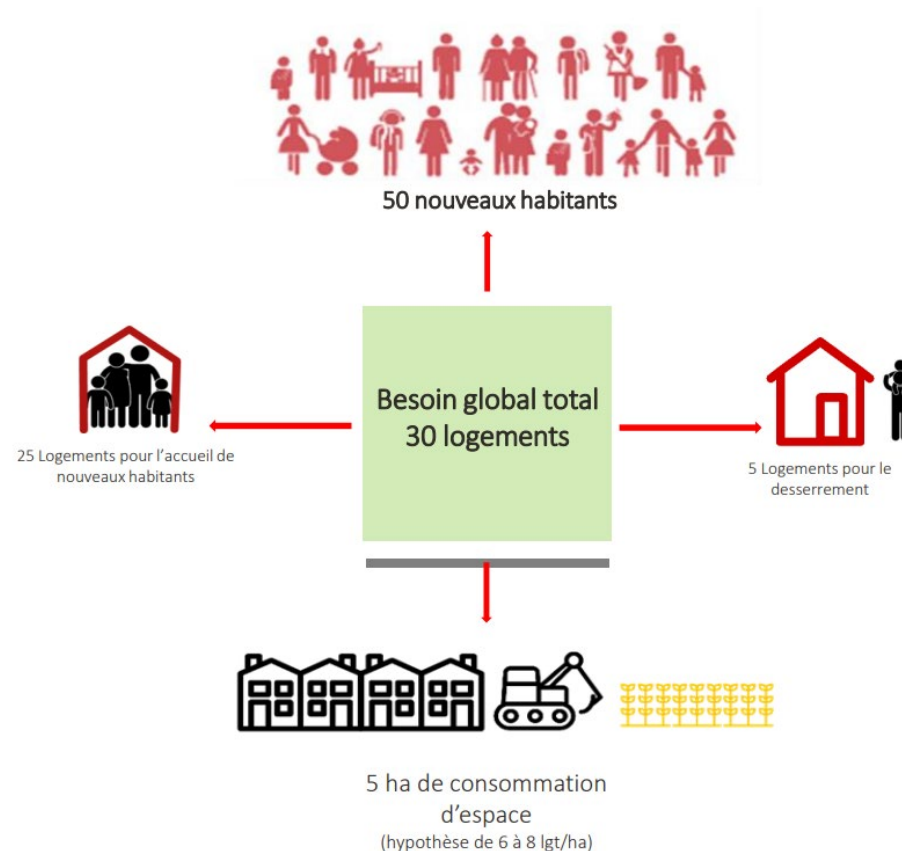 50 nouveaux habitants
Besoin global total
30 logements
25 Logements pour l’accueil de
nouveaux habitants
5 Logements pour le
desserrement
5 ha de consommation
d’espace
(hypothèse de 6 à 8 lgt/ha)